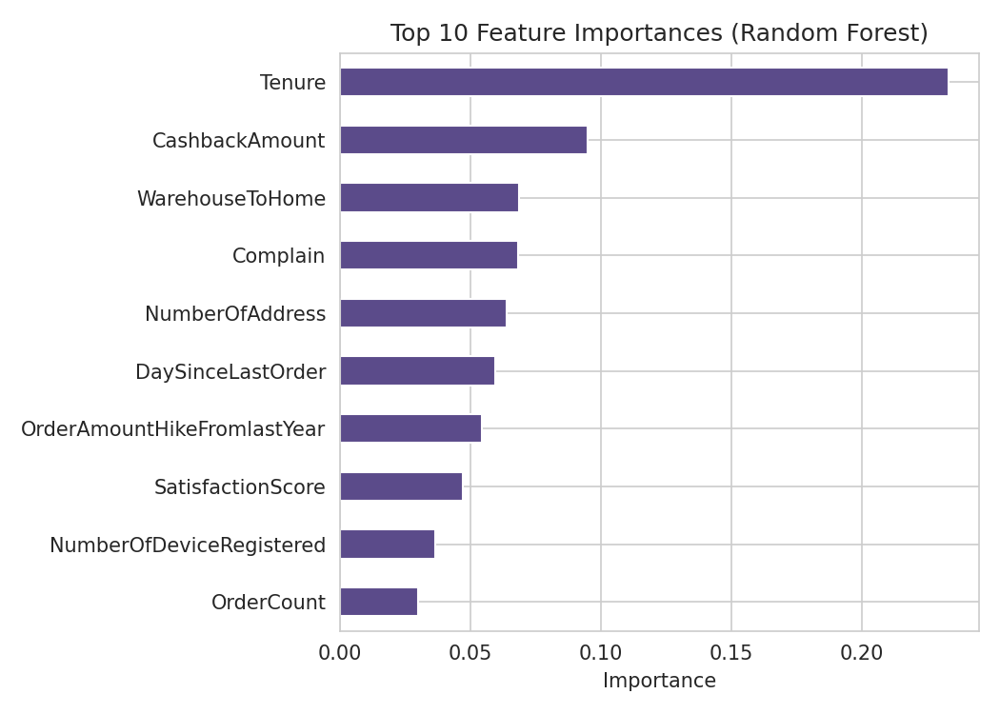 Top 10 Feature Importances (Random Forest)
Tenure
CashbackAmount
WarehouseToHome
Complain
NumberOfAddress
DaySinceLastOrder
OrderAmountHikeFromlastYear
SatisfactionScore
NumberOfDeviceRegistered
OrderCount
0.00 0.05 0.10 0.15 0.20
Importance